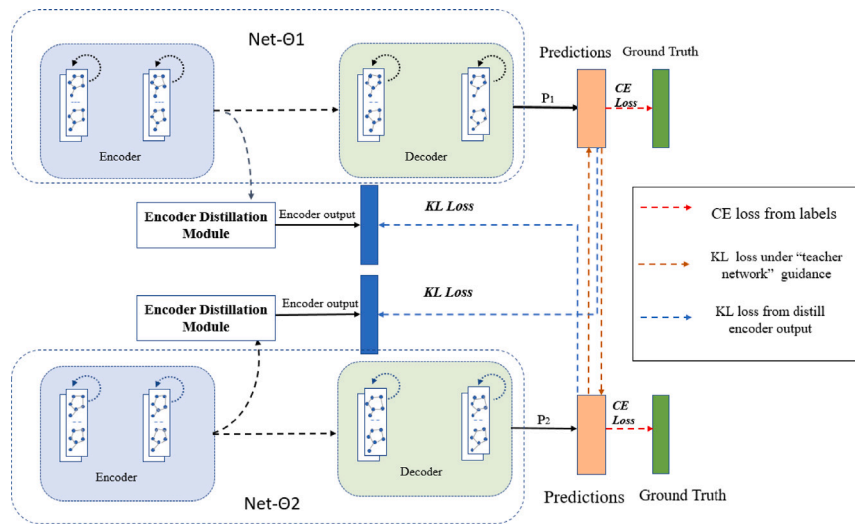 Net-Θ1
Predictions
Ground Truth
Encoder
Decoder
P1
CE
Loss
Encoder Distillation
Module
Encoder output
KL Loss
CE loss from labels
KL loss under “teacher
network” guidance
KL loss from distill
encoder output
Encoder Distillation
Module
Encoder output
KL Loss
Encoder
Decoder
P2
CE
Loss
Net-Θ2
Predictions
Ground Truth